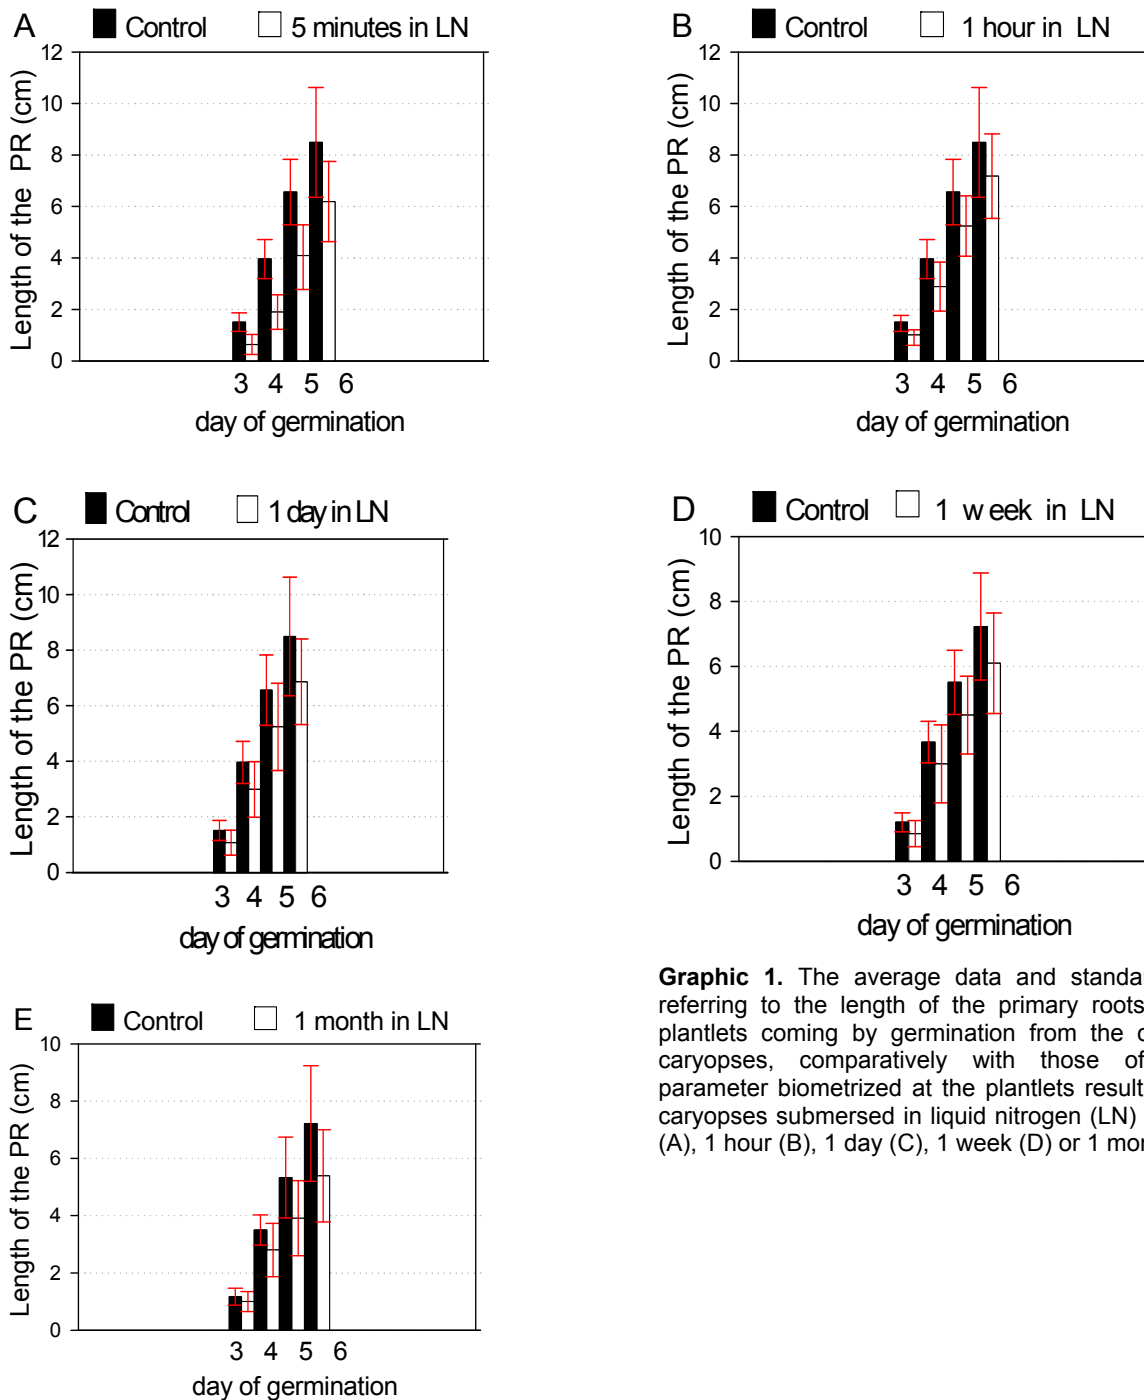 A
Control 5 minutes in LN
Length of the PR (cm)
12
10
8
6
4
2
0
3 4 5 6
day of germination
B
Control 1 hour in LN
Length of the PR (cm)
12
10
8
6
4
2
0
3 4 5 6
day of germination
C
Control 1 day in LN
Length of the PR (cm)
12
10
8
6
4
2
0
3 4 5 6
day of germination
D
Control 1 week in LN
Length of the PR (cm)
10
8
6
4
2
0
3 4 5 6
day of germination
E
Control 1 month in LN
Length of the PR (cm)
10
8
6
4
2
0
3 4 5 6
day of germination
Graphic 1. The average data and standar
referring to the length of the primary roots
plantlets coming by germination from the c
caryopses, comparatively with those of
parameter biometrized at the plantlets result
caryopses submersed in liquid nitrogen (LN)
(A), 1 hour (B), 1 day (C), 1 week (D) or 1 mon